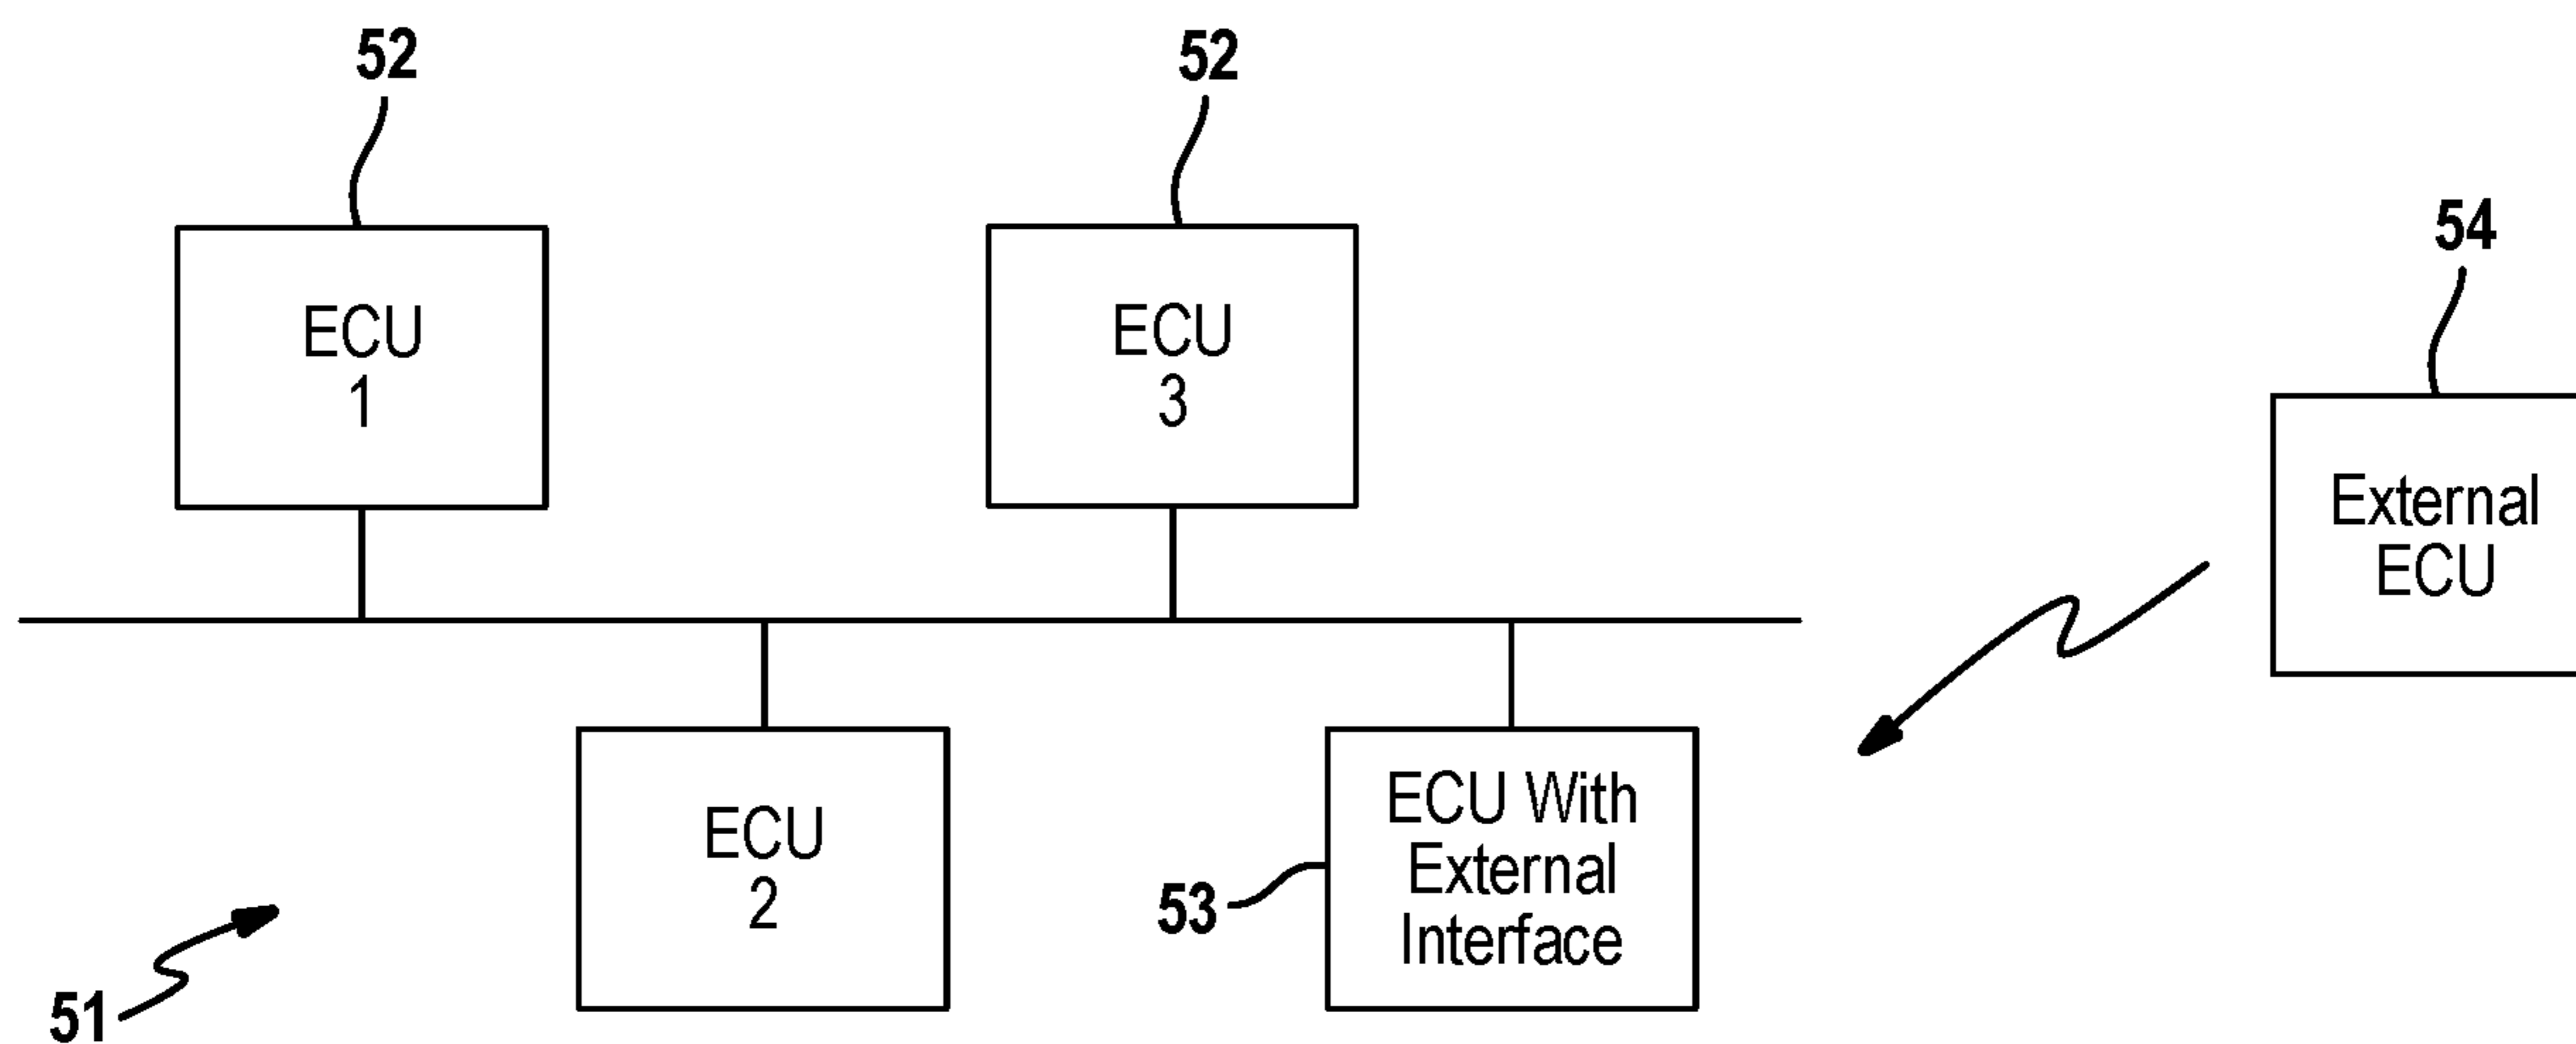 52
52
54
ECU
1
ECU
3
External
ECU
ECU
2
ECU With
External
Interface
53
51